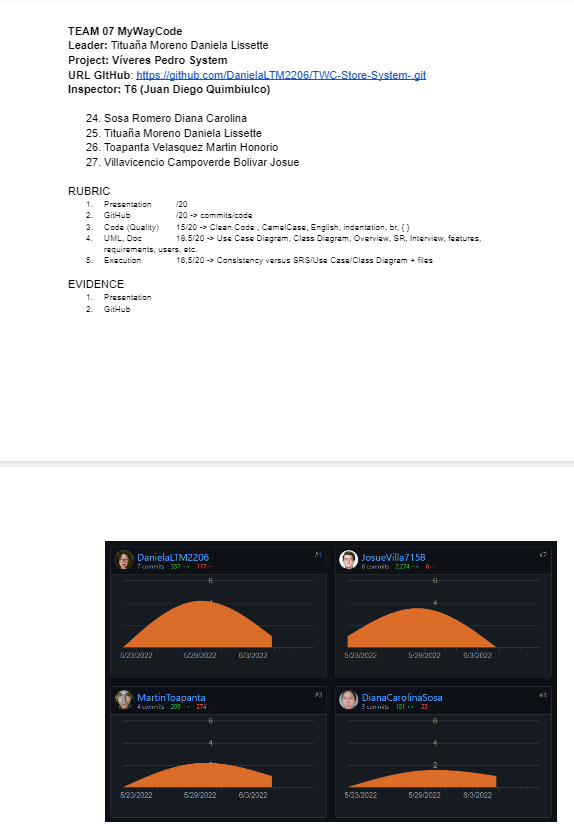 TEAM 07 MyWayCode
Leader: Tituaña Moreno Daniela Lissette
Project: Víveres Pedro System
URL GItHub: https://github.com/DanielaLTM2206/TWC-Store-System-.git
Inspector: T6 (Juan Diego Quimbiulco)
24. Sosa Romero Diana Carolina
25. Tituaña Moreno Daniela Lissette
26. Toapanta Velasquez Martin Honorio
27. Villavicencio Campoverde Bolivar Josue
RUBRIC
1. Presentation /20
2. GitHub /20 -> commits/code
3. Code (Quality) 15/20 -> Clean Code , CamelCase, English, indentation, br, { }
4. UML, Doc 18.5/20 -> Use Case Diagram, Class Diagram, Overview, SR, Interview, features,
requirements, users, etc.
5. Execution 16,5/20 -> Consistency versus SRS/Use Case/Class Diagram + files
EVIDENCE
1. Presentation
2. GitHub
DanielaLTM2206 #1
7 commits 357 ++ 117 --
6
4
5/23/2022 5/29/2022 6/3/2022
JosueVilla7158 #2
6 commits 2,274 ++ 6 --
6
4
5/23/2022 5/29/2022 6/3/2022
MartinToapanta #3
4 commits 209 ++ 274 --
6
4
5/23/2022 5/29/2022 6/3/2022
DianaCarolinaSosa #4
3 commits 101 ++ 25 --
6
4
2
5/23/2022 5/29/2022 6/3/2022